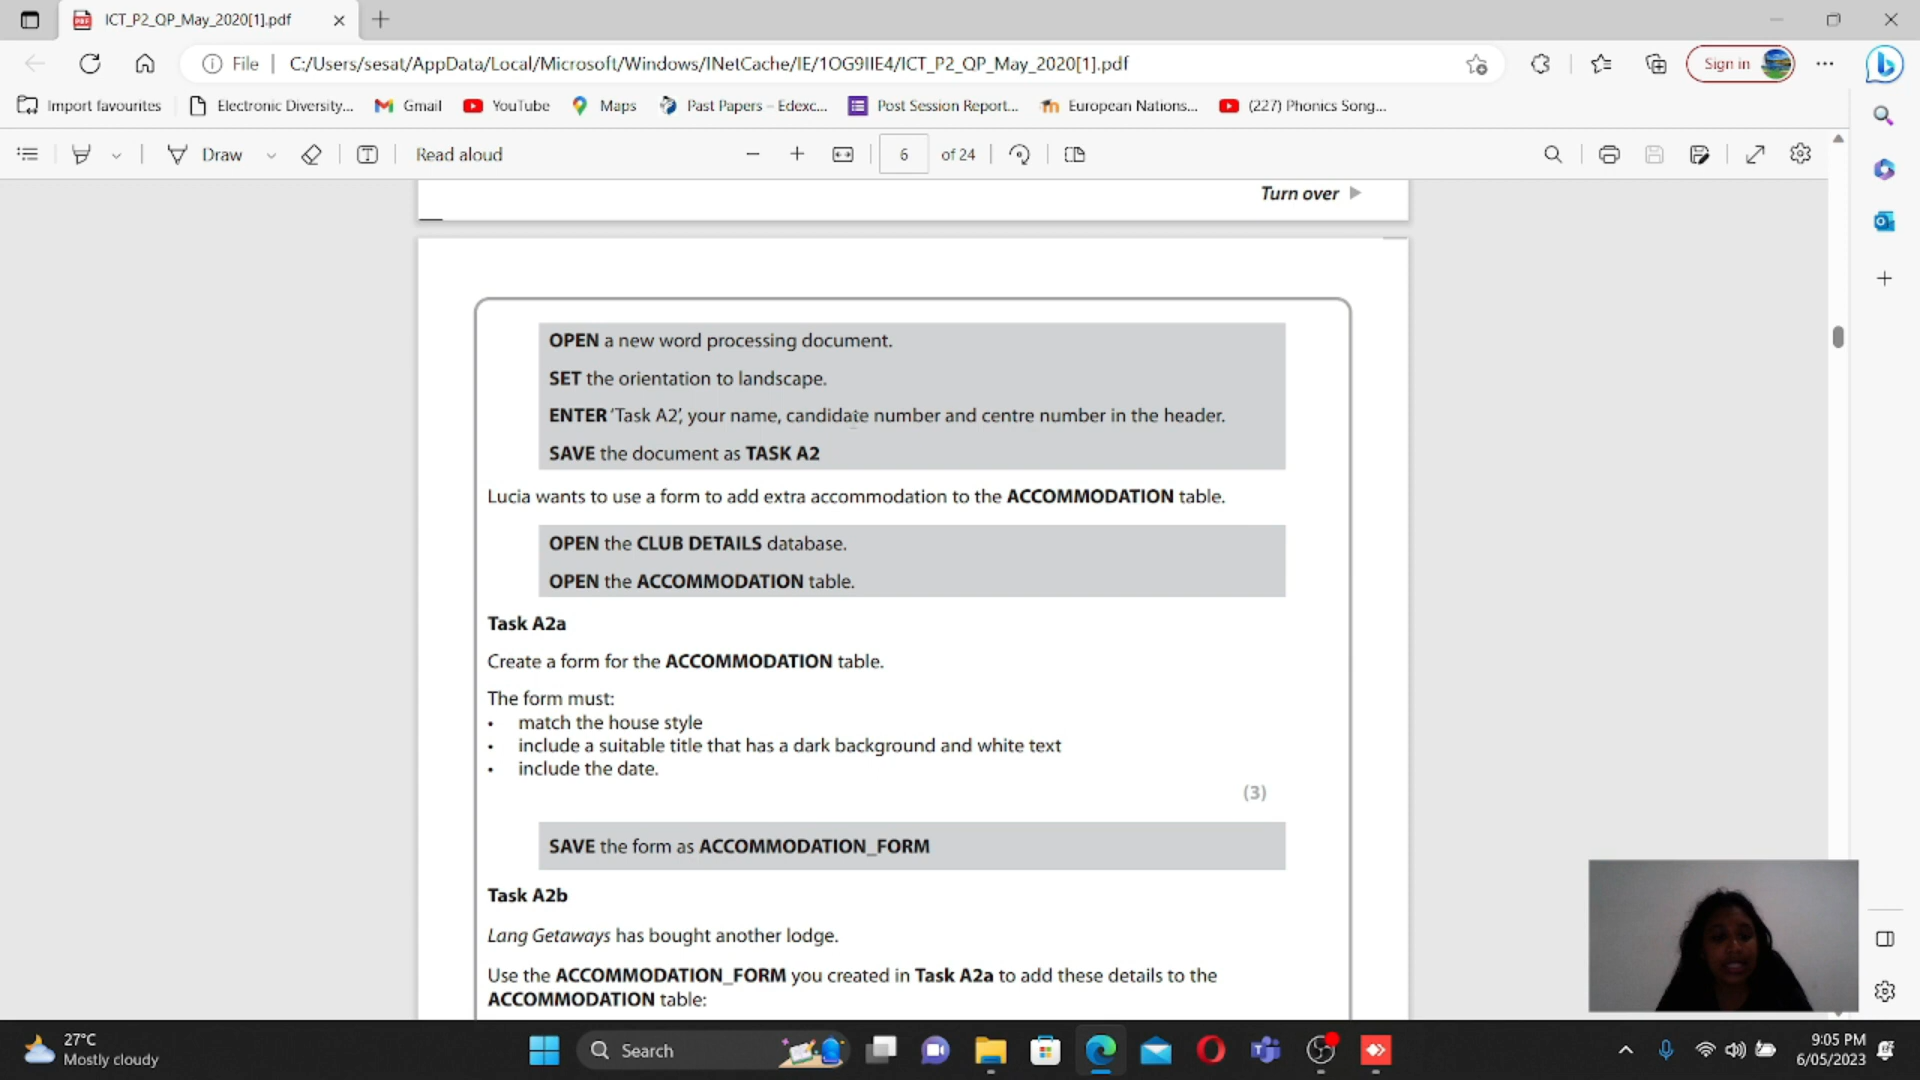 ICT_P2_QP_May_2020[1].pdf
File
C:/Users/sesat/AppData/Local/Microsoft/Windows/INetCache/IE/1OG9IIE4/ICT_P2_QP_May_2020[1].pdf
Sign in
Import favourites
Electronic Diversity...
Gmail
YouTube
Maps
Past Papers – Edexc...
Post Session Report...
European Nations...
(227) Phonics Song...
Draw
Read aloud
6
of 24
Turn over
OPEN a new word processing document.
SET the orientation to landscape.
ENTER ‘Task A2’, your name, candidate number and centre number in the header.
SAVE the document as TASK A2
Lucia wants to use a form to add extra accommodation to the ACCOMMODATION table.
OPEN the CLUB DETAILS database.
OPEN the ACCOMMODATION table.
Task A2a
Create a form for the ACCOMMODATION table.
The form must:
• match the house style
• include a suitable title that has a dark background and white text
• include the date.
(3)
SAVE the form as ACCOMMODATION_FORM
Task A2b
Lang Getaways has bought another lodge.
Use the ACCOMMODATION_FORM you created in Task A2a to add these details to the
ACCOMMODATION table:
27°C
Mostly cloudy
Search
9:05 PM
6/05/2023